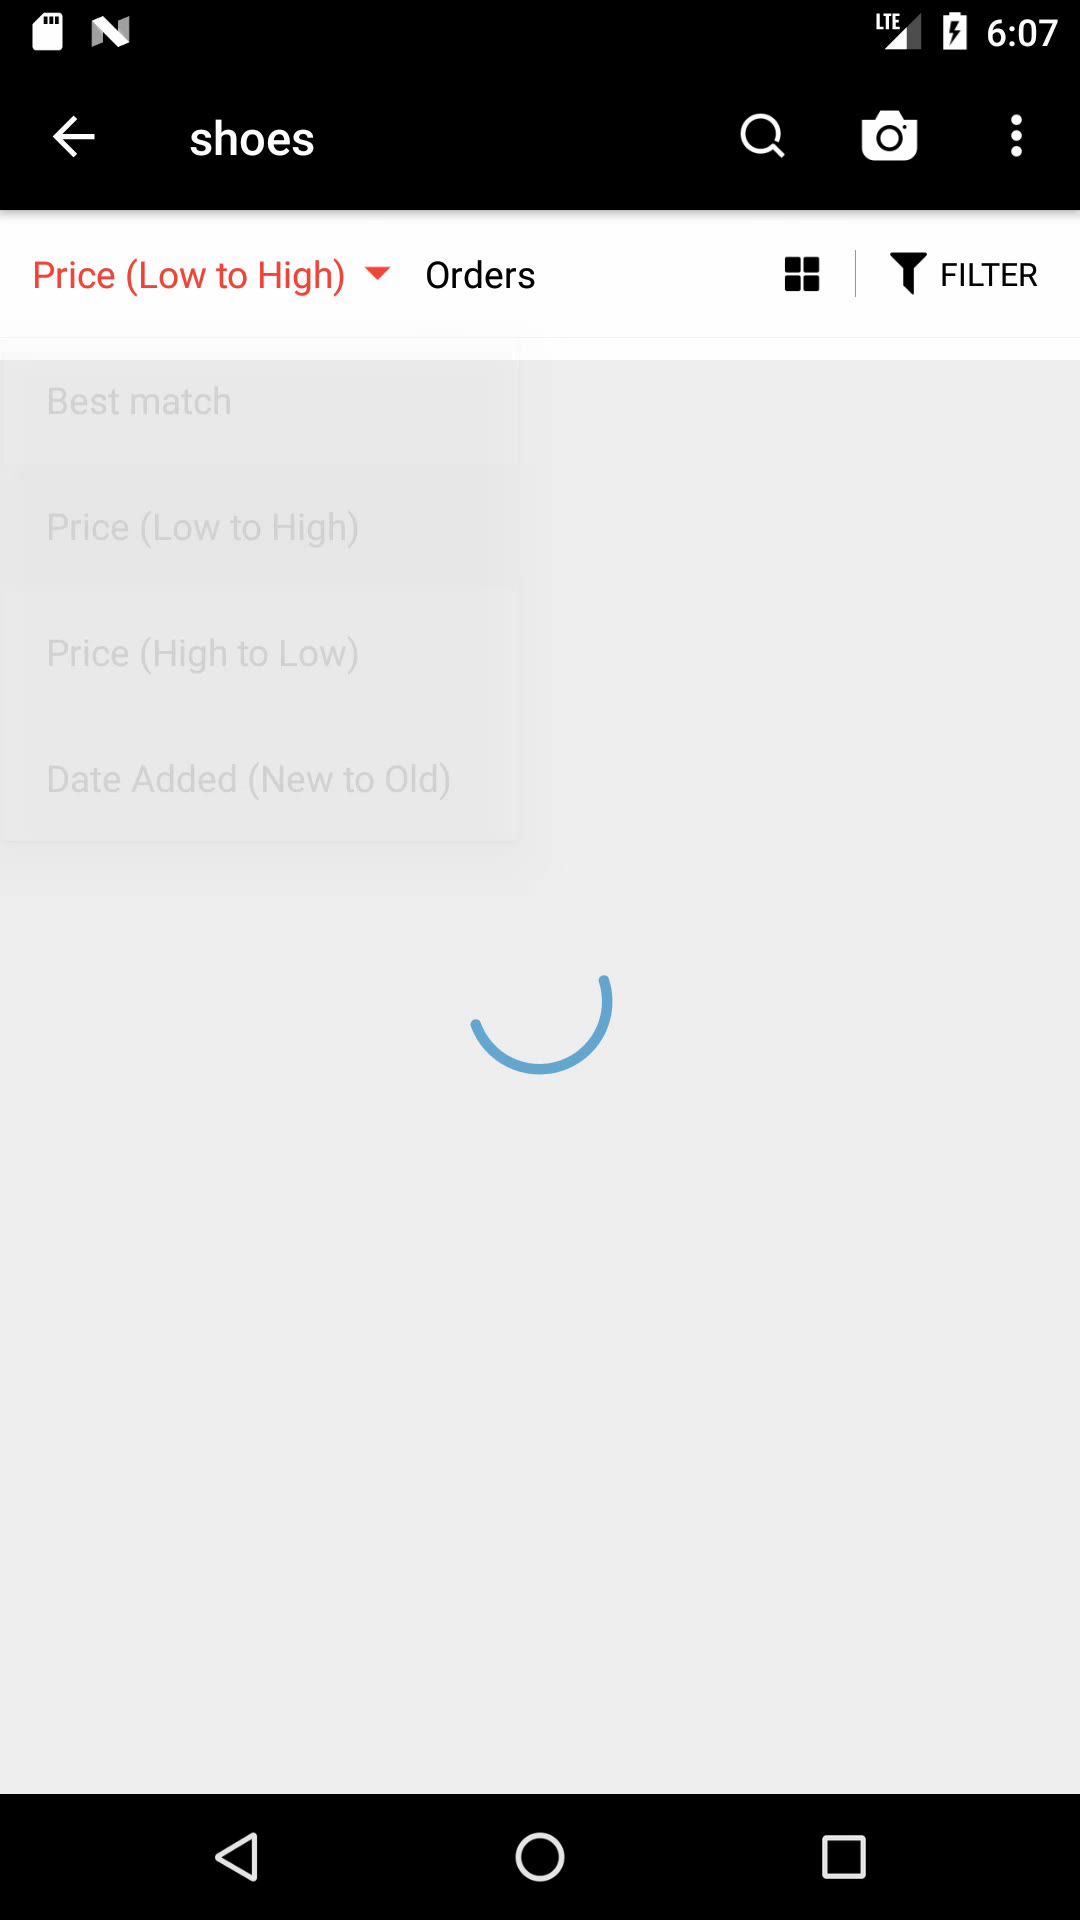 LTE 6:07
shoes
Price (Low to High) Orders FILTER
Best match
Price (Low to High)
Price (High to Low)
Date Added (New to Old)